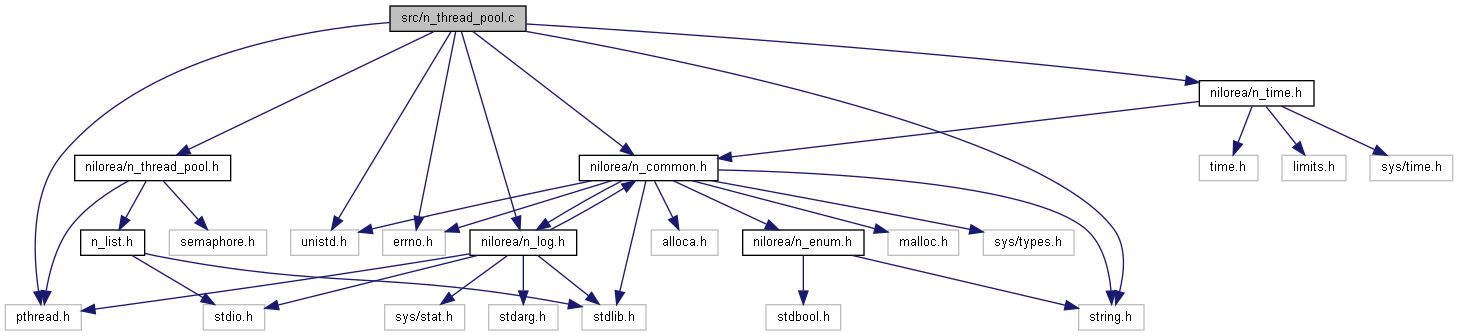 src/n_thread_pool.c
nilorea/n_time.h
nilorea/n_thread_pool.h
nilorea/n_common.h
time.h
limits.h
sys/time.h
n_list.h
semaphore.h
unistd.h
errno.h
nilorea/n_log.h
alloca.h
nilorea/n_enum.h
malloc.h
sys/types.h
pthread.h
stdio.h
sys/stat.h
stdarg.h
stdlib.h
stdbool.h
string.h